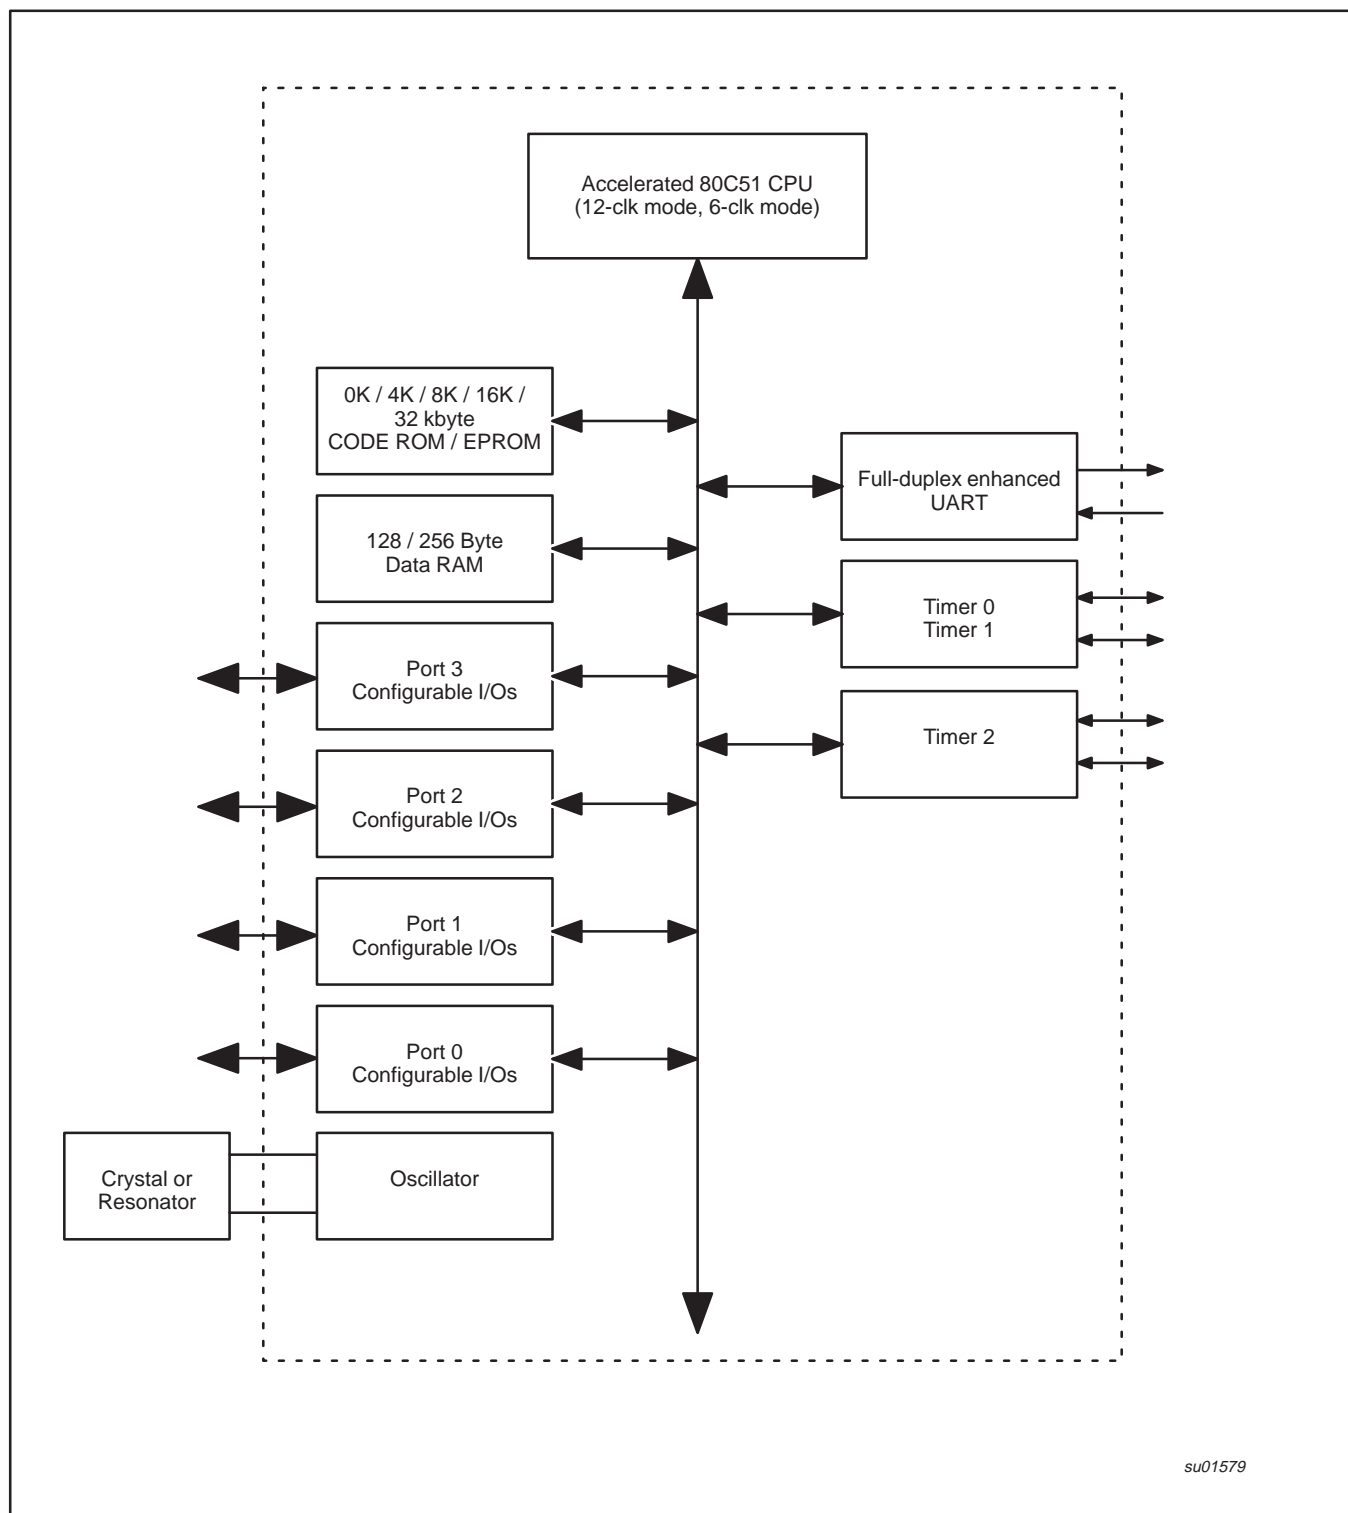 Accelerated 80C51 CPU
(12-clk mode, 6-clk mode)
0K / 4K / 8K / 16K /
32 kbyte
CODE ROM / EPROM
Full-duplex enhanced
UART
128 / 256 Byte
Data RAM
Timer 0
Timer 1
Port 3
Configurable I/Os
Timer 2
Port 2
Configurable I/Os
Port 1
Configurable I/Os
Port 0
Configurable I/Os
Crystal or
Resonator
Oscillator
su01579